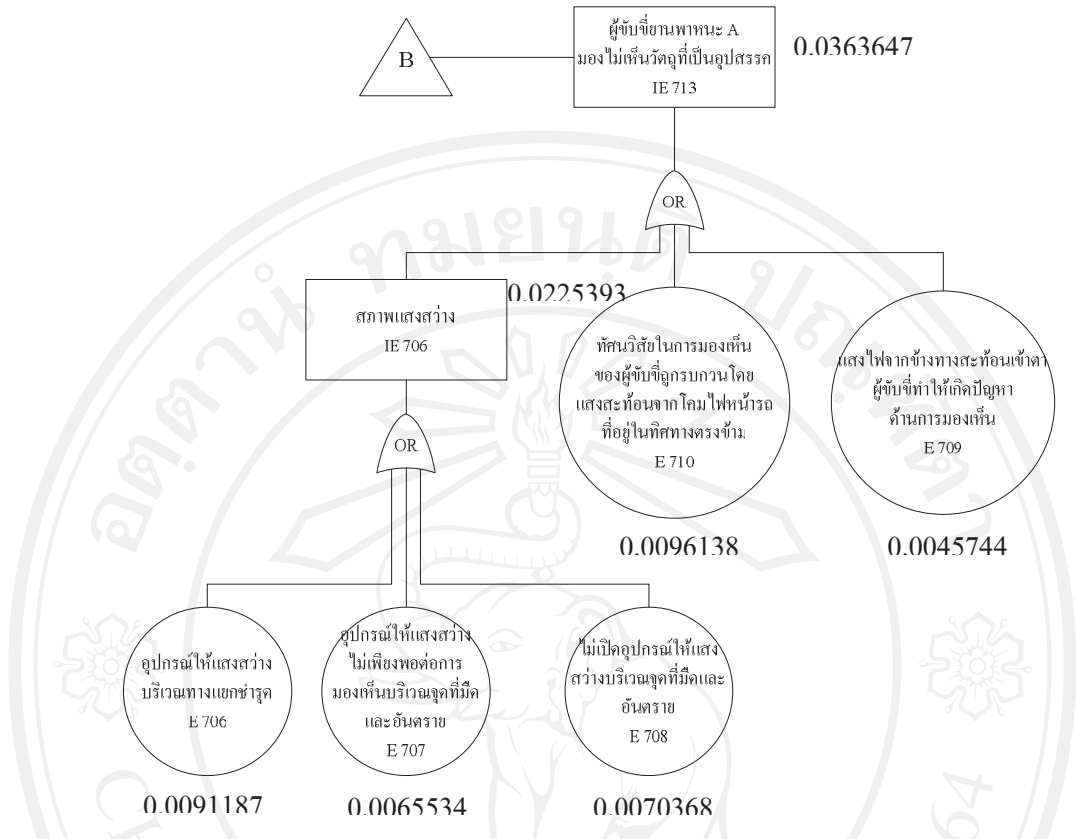 B
ผู้ขับขี่ยานพาหนะ A
มองไม่เห็นวัตถุที่เป็นอุปสรรค
IE 713
0.0363647
OR
สภาพแสงสว่าง
IE 706
0.0225393
ทัศนวิสัยในการมองเห็น
ของผู้ขับขี่ถูกรบกวนโดย
แสงสะท้อนจากโคมไฟหน้ารถ
ที่อยู่ในทิศทางตรงข้าม
E 710
0.0096138
แสงไฟจากข้างทางสะท้อนเข้าตา
ผู้ขับขี่ทำให้เกิดปัญหา
ด้านการมองเห็น
E 709
0.0045744
OR
อุปกรณ์ให้แสงสว่าง
บริเวณทางแยกชำรุด
E 706
0.0091187
อุปกรณ์ให้แสงสว่าง
ไม่เพียงพอต่อการ
มองเห็นบริเวณจุดที่มืด
และอันตราย
E 707
0.0065534
ไม่เปิดอุปกรณ์ให้แสง
สว่างบริเวณจุดที่มืดและ
อันตราย
E 708
0.0070368